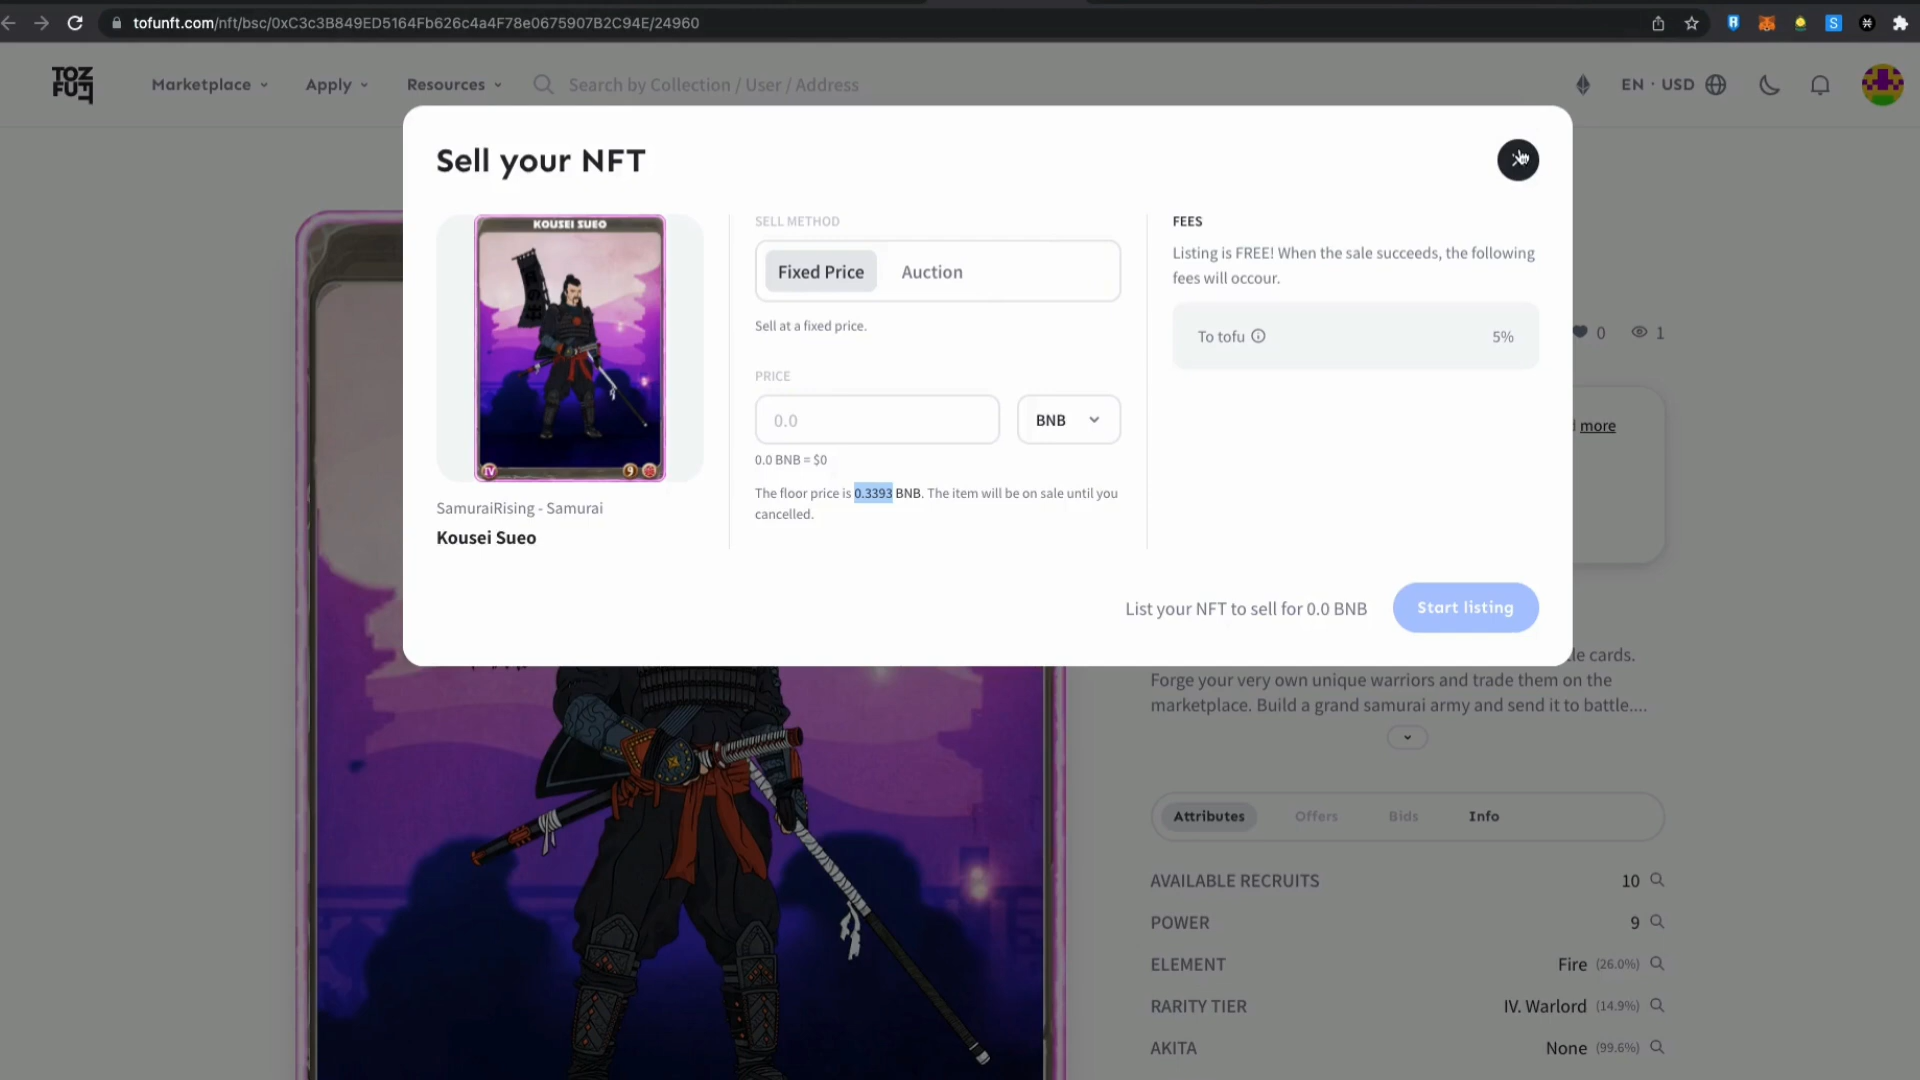 tofunft.com/nft/bsc/0xC3c3B849ED5164Fb626c4a4F78e0675907B2C94E/24960
TOZ
FUFT
Marketplace
Apply
Resources
Search by Collection / User / Address
EN · USD
Sell your NFT
KOUSEI SUEO
IV
9
SamuraiRising - Samurai
Kousei Sueo
SELL METHOD
Fixed Price
Auction
Sell at a fixed price.
PRICE
0.0
BNB
0.0 BNB = $0
The floor price is 0.3393 BNB. The item will be on sale until you
cancelled.
FEES
Listing is FREE! When the sale succeeds, the following
fees will occour.
To tofu
5%
List your NFT to sell for 0.0 BNB
Start listing
0
1
more
le cards.
Forge your very own unique warriors and trade them on the
marketplace. Build a grand samurai army and send it to battle....
Attributes
Offers
Bids
Info
AVAILABLE RECRUITS 10
POWER 9
ELEMENT Fire (26.0%)
RARITY TIER IV. Warlord (14.9%)
AKITA None (99.6%)